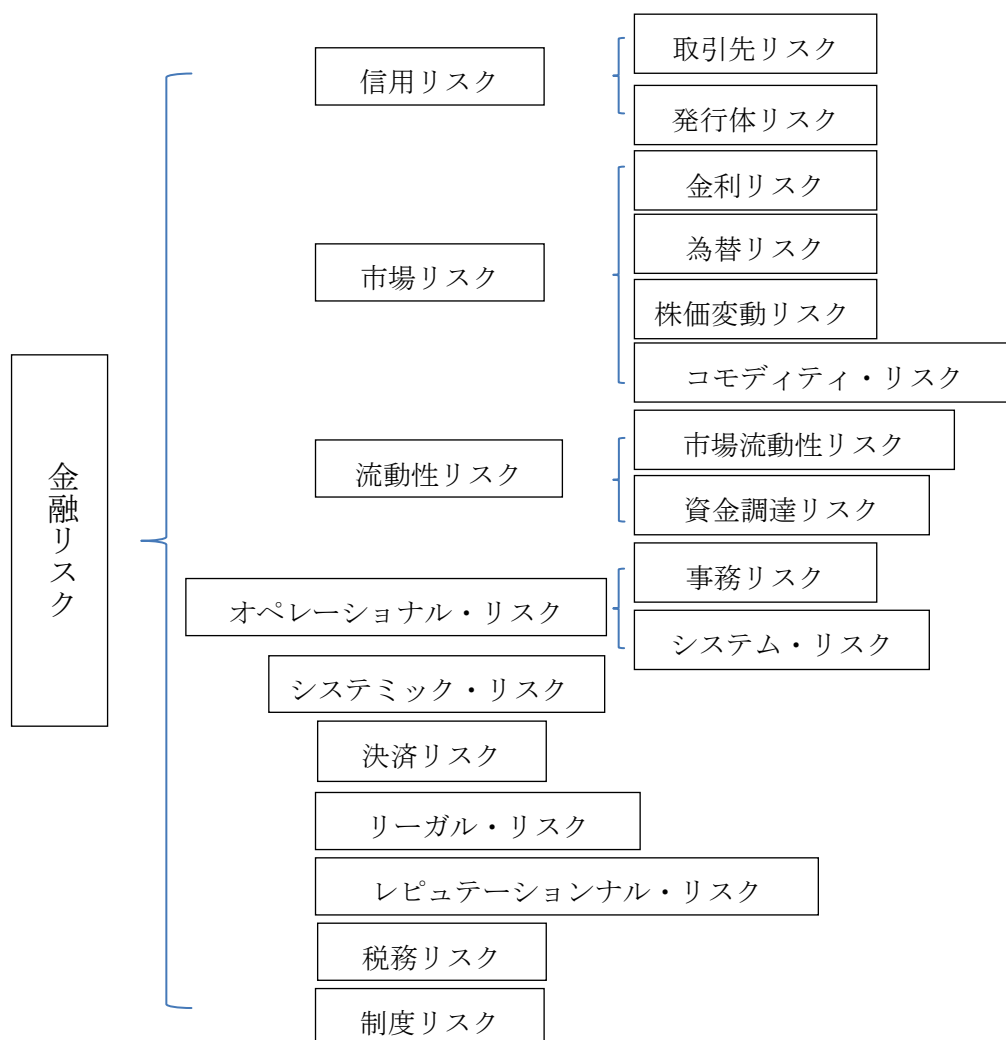 金融リスク
信用リスク
取引先リスク
発行体リスク
市場リスク
金利リスク
為替リスク
株価変動リスク
コモディティ・リスク
流動性リスク
市場流動性リスク
資金調達リスク
オペレーショナル・リスク
事務リスク
システム・リスク
システミック・リスク
決済リスク
リーガル・リスク
レピュテーションナル・リスク
税務リスク
制度リスク